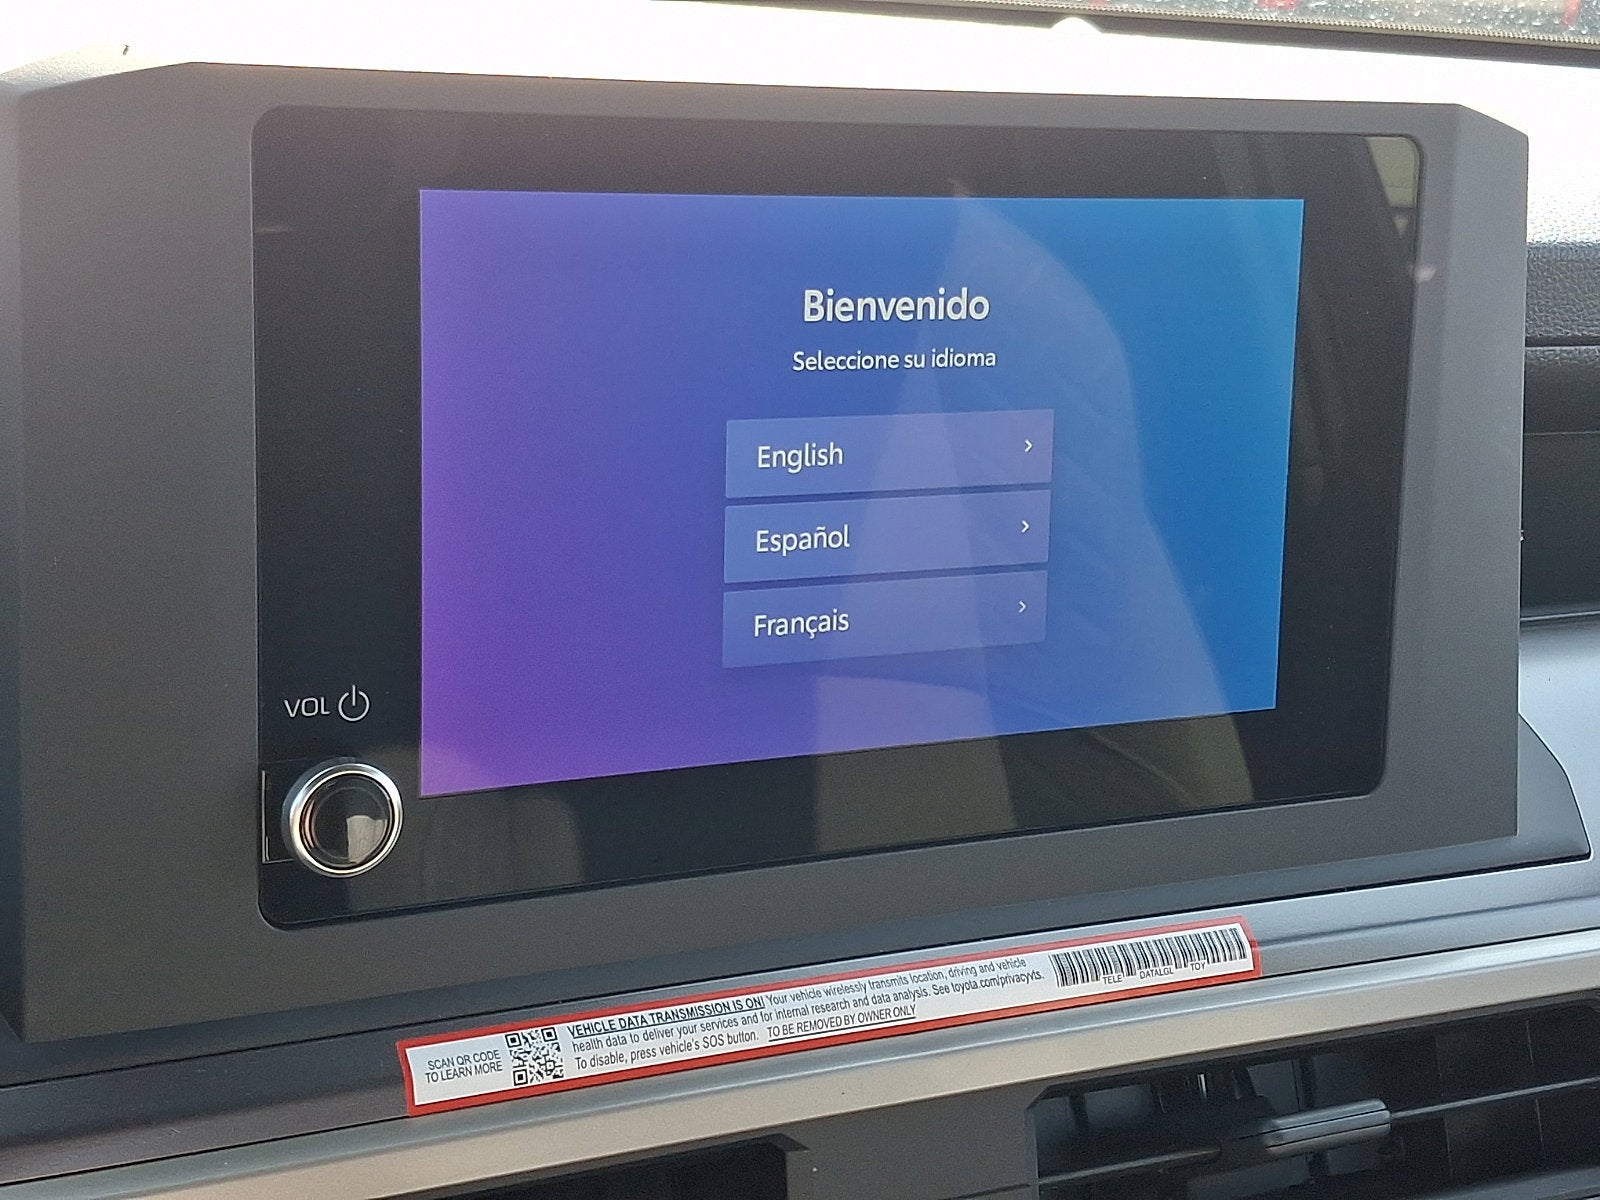 Bienvenido
Seleccione su idioma
English
Español
Français
VOL
SCAN QR CODE
TO LEARN MORE
VEHICLE DATA TRANSMISSION IS ON! Your vehicle wirelessly transmits location, driving and vehicle
health data to deliver your services and for internal research and data analysis. See toyota.com/privacyvts.
To disable, press vehicle's SOS button. TO BE REMOVED BY OWNER ONLY
TELE DATALGL TOY